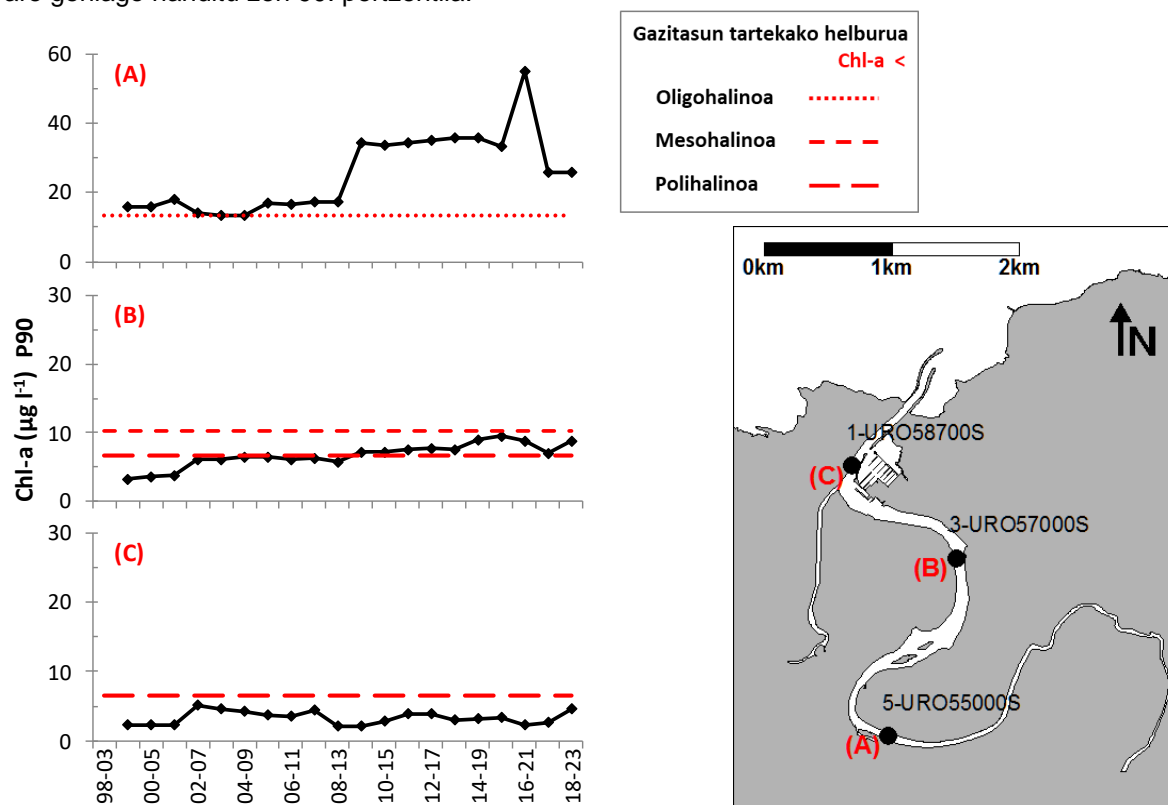 Gazitasun tartekako helburua
Chl-a <
Oligohalinoa
Mesohalinoa
Polihalinoa
Chl-a (µg l-1) P90
(A)
60
40
20
0
(B)
30
20
10
0
(C)
30
20
10
0
98-03
00-05
02-07
04-09
06-11
08-13
10-15
12-17
14-19
16-21
18-23
0km 1km 2km
N
1-URO58700S
(C)
3-URO57000S
(B)
5-URO55000S
(A)